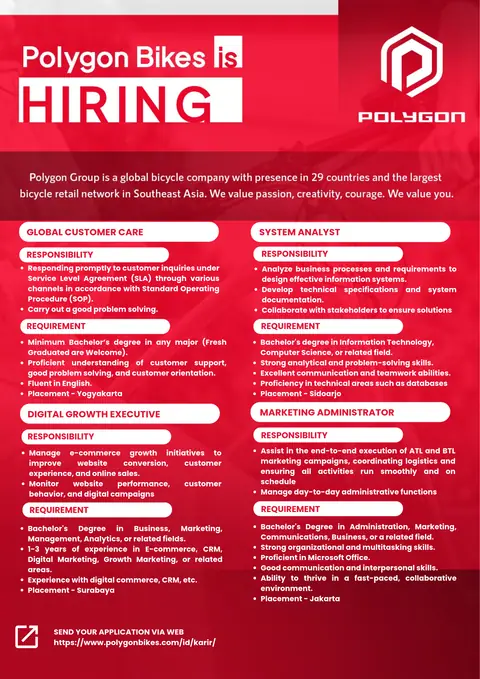 Polygon Bikes is
HIRING
POLYGON
Polygon Group is a global bicycle company with presence in 29 countries and the largest
bicycle retail network in Southeast Asia. We value passion, creativity, courage. We value you.
GLOBAL CUSTOMER CARE
RESPONSIBILITY
• Responding promptly to customer inquiries under
Service Level Agreement (SLA) through various
channels in accordance with Standard Operating
Procedure (SOP).
• Carry out a good problem solving.
REQUIREMENT
• Minimum Bachelor's degree in any major (Fresh
Graduated are Welcome).
• Proficient understanding of customer support,
good problem solving, and customer orientation.
• Fluent in English.
• Placement - Yogyakarta
DIGITAL GROWTH EXECUTIVE
RESPONSIBILITY
• Manage e-commerce growth initiatives to
improve website conversion, customer
experience, and online sales.
• Monitor website performance, customer
behavior, and digital campaigns
REQUIREMENT
• Bachelor's Degree in Business, Marketing,
Management, Analytics, or related fields.
• 1-3 years of experience in E-commerce, CRM,
Digital Marketing, Growth Marketing, or related
areas.
• Experience with digital commerce, CRM, etc.
• Placement - Surabaya
SYSTEM ANALYST
RESPONSIBILITY
• Analyze business processes and requirements to
design effective information systems.
• Develop technical specifications and system
documentation.
• Collaborate with stakeholders to ensure solutions
REQUIREMENT
• Bachelor's degree in Information Technology,
Computer Science, or related field.
• Strong analytical and problem-solving skills.
• Excellent communication and teamwork abilities.
• Proficiency in technical areas such as databases
• Placement - Sidoarjo
MARKETING ADMINISTRATOR
RESPONSIBILITY
• Assist in the end-to-end execution of ATL and BTL
marketing campaigns, coordinating logistics and
ensuring all activities run smoothly and on
schedule
• Manage day-to-day administrative functions
REQUIREMENT
• Bachelor's Degree in Administration, Marketing,
Communications, Business, or a related field.
• Strong organizational and multitasking skills.
• Proficient in Microsoft Office.
• Good communication and interpersonal skills.
• Ability to thrive in a fast-paced, collaborative
environment.
• Placement - Jakarta
SEND YOUR APPLICATION VIA WEB
https://www.polygonbikes.com/id/karir/